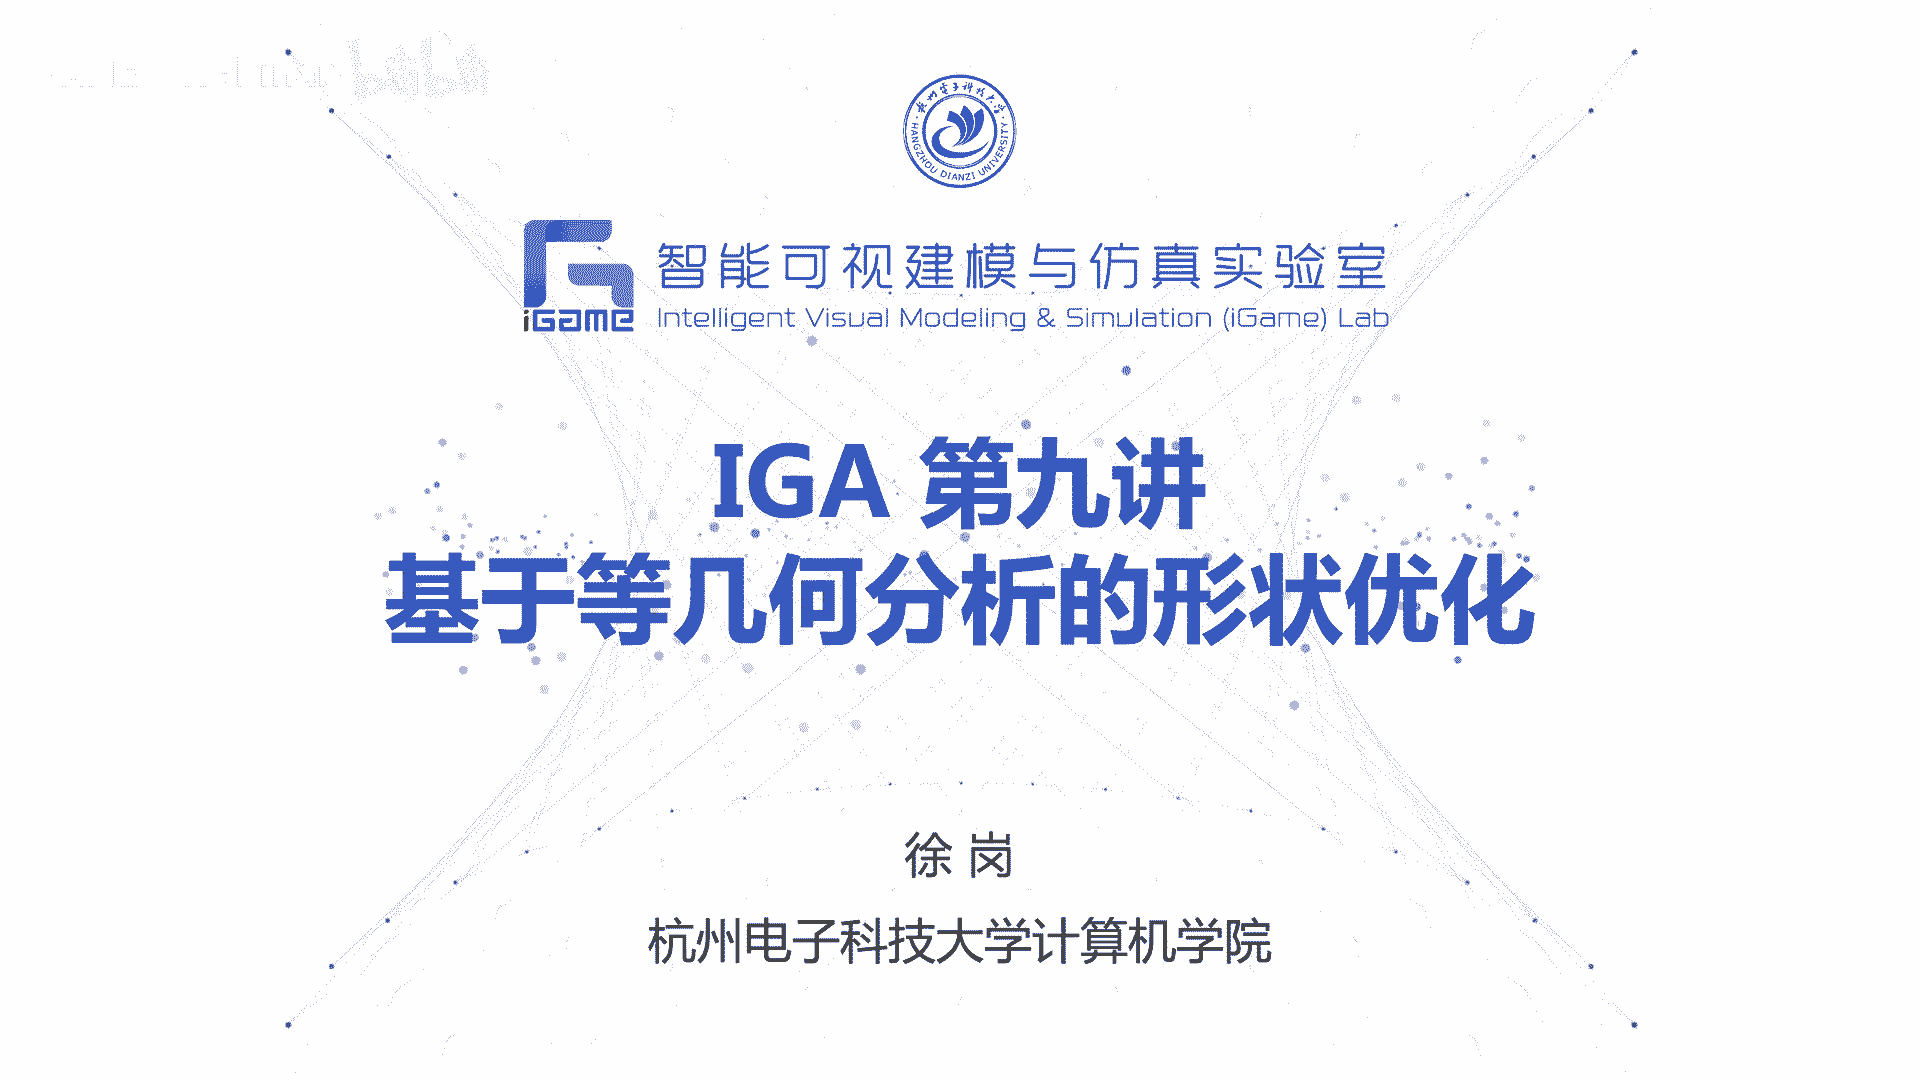 杭州电子科技大学
HANGZHOU DIANZI UNIVERSITY
iGame
智能可视建模与仿真实验室
Intelligent Visual Modeling & Simulation (iGame) Lab
IGA 第九讲
基于等几何分析的形状优化
徐 岗
杭州电子科技大学计算机学院